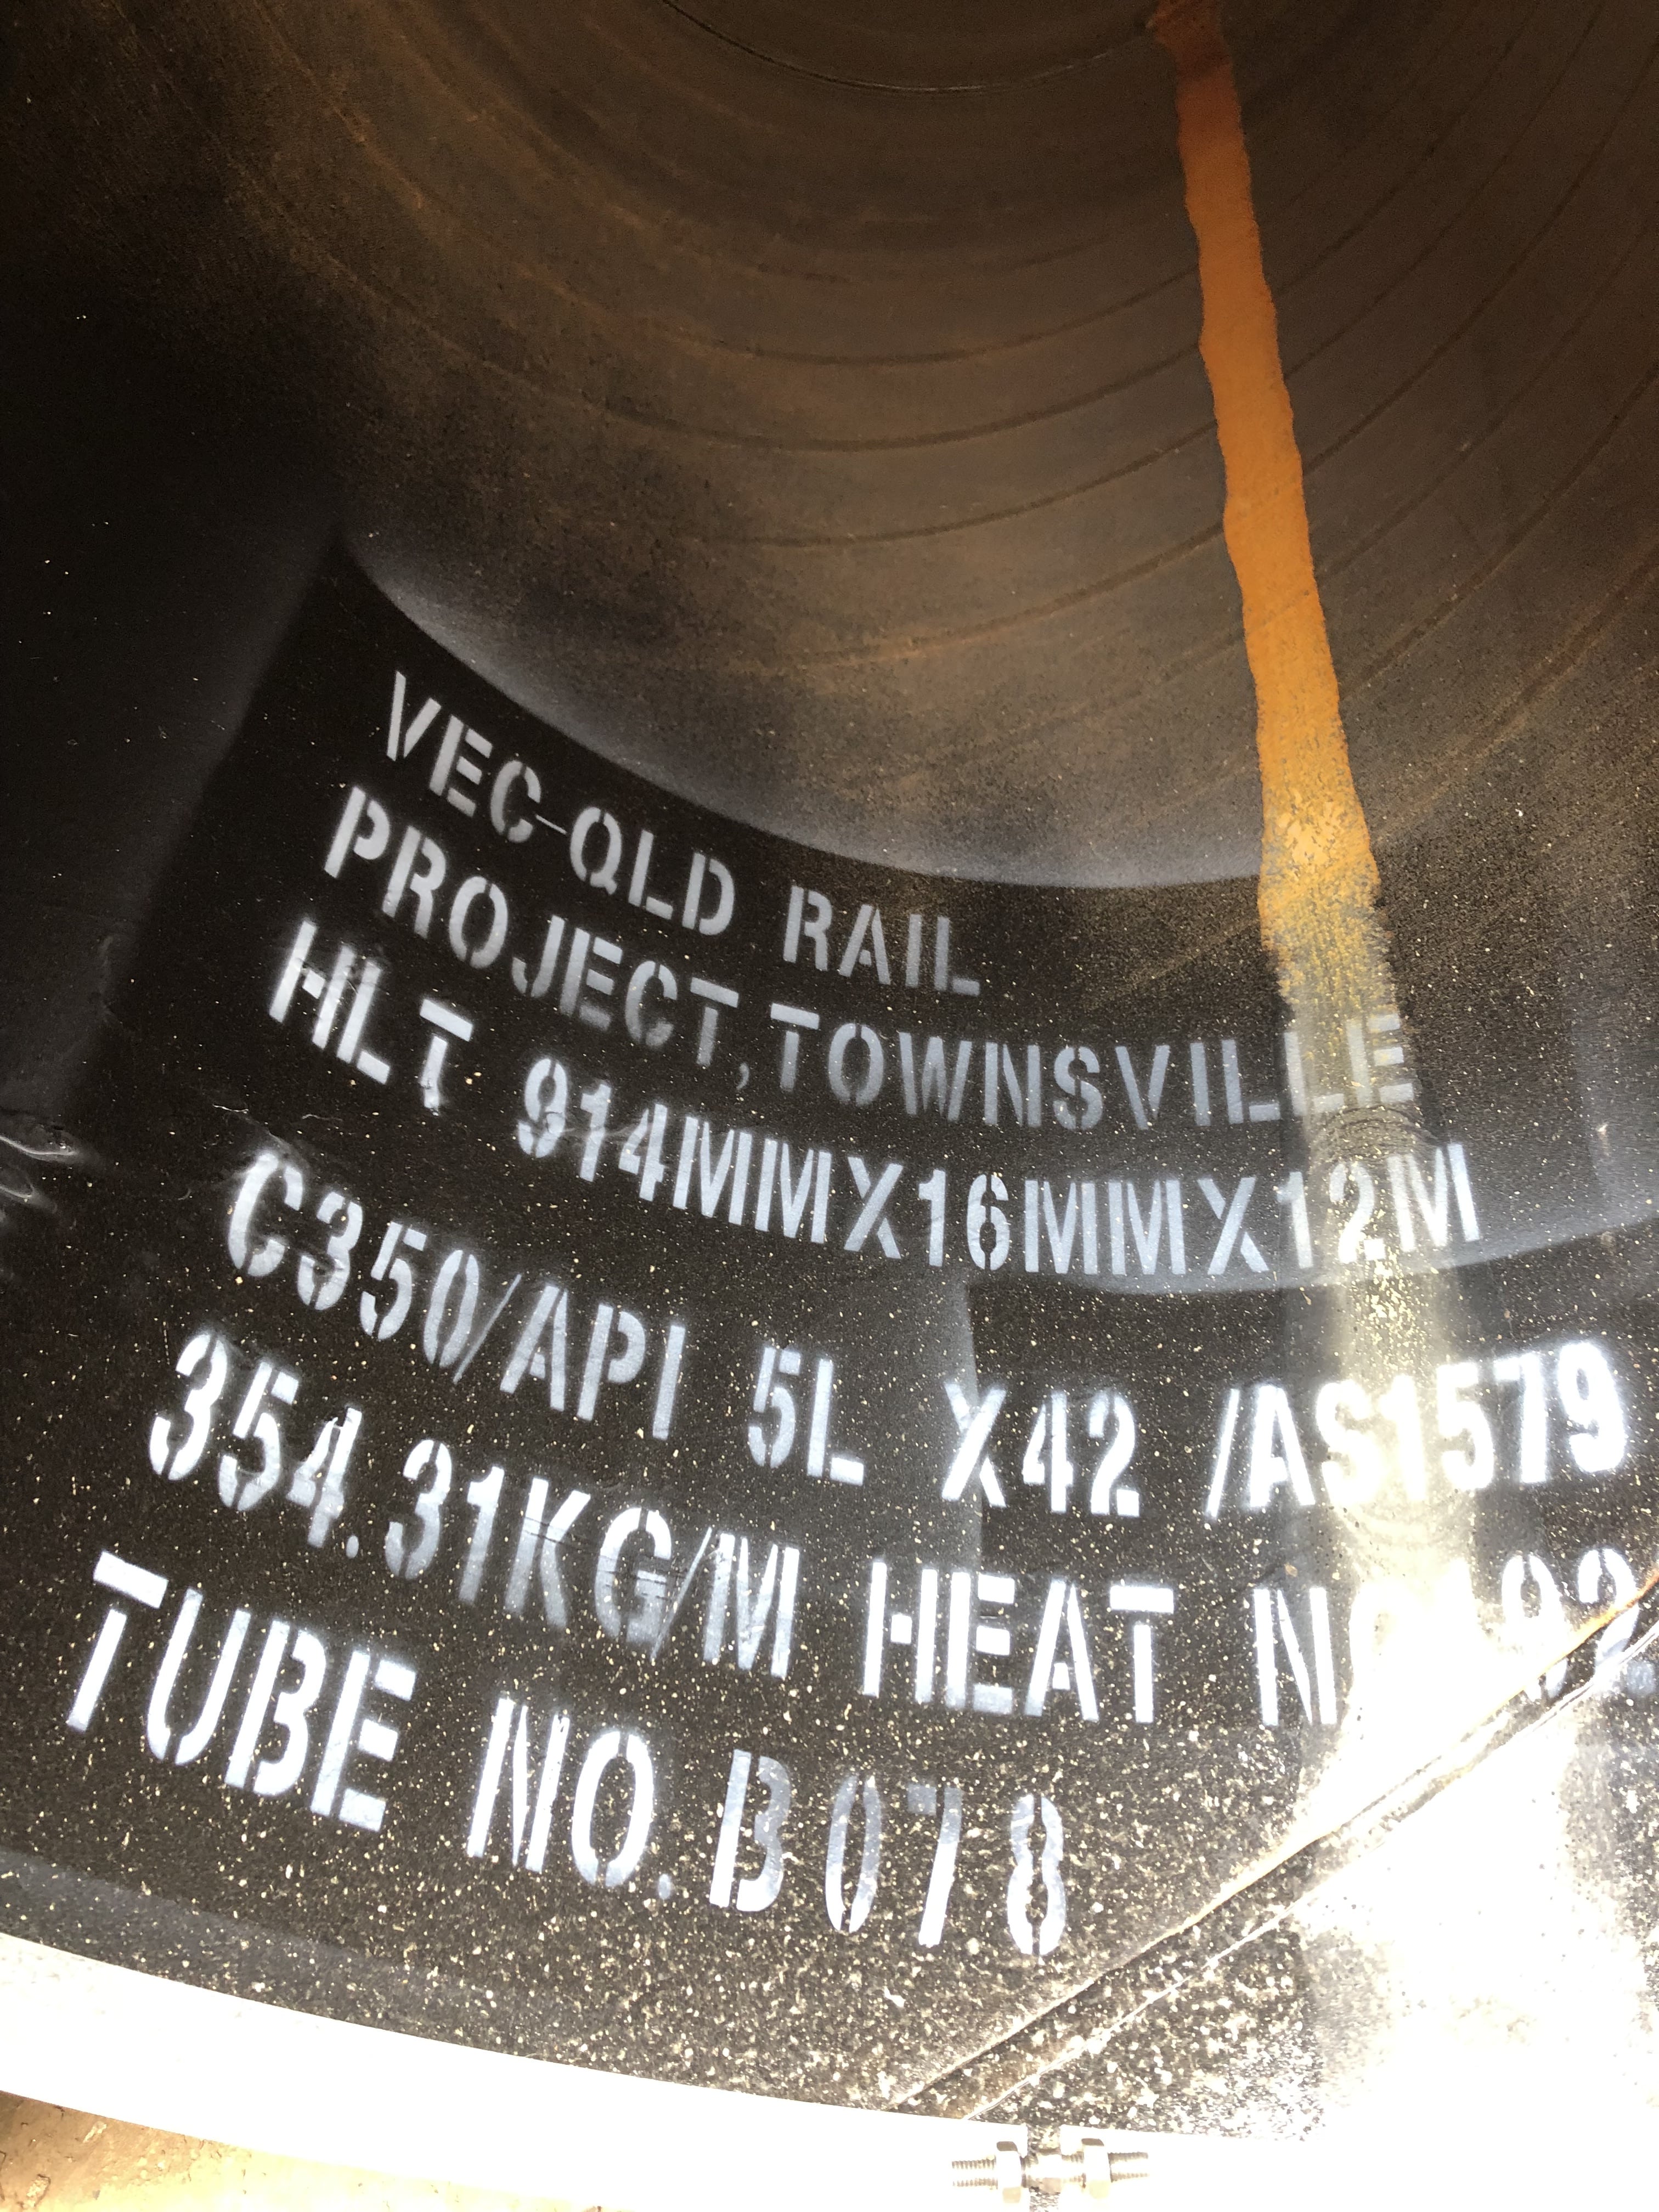 VEC-QLD RAIL
PROJECT,TOWNSVILLE
HLT 914MMX16MMX12M
C350/API 5L X42 /AS1579
354.31KG/M HEAT
TUBE NO.B078